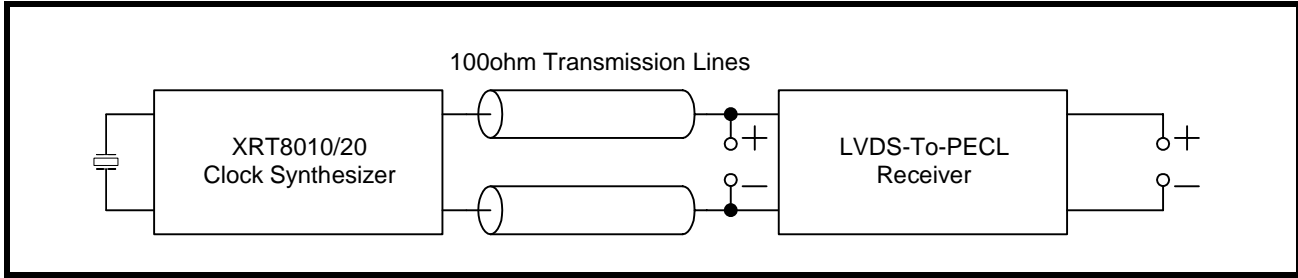 100ohm Transmission Lines
XRT8010/20
Clock Synthesizer
+
−
LVDS-To-PECL
Receiver
+
−